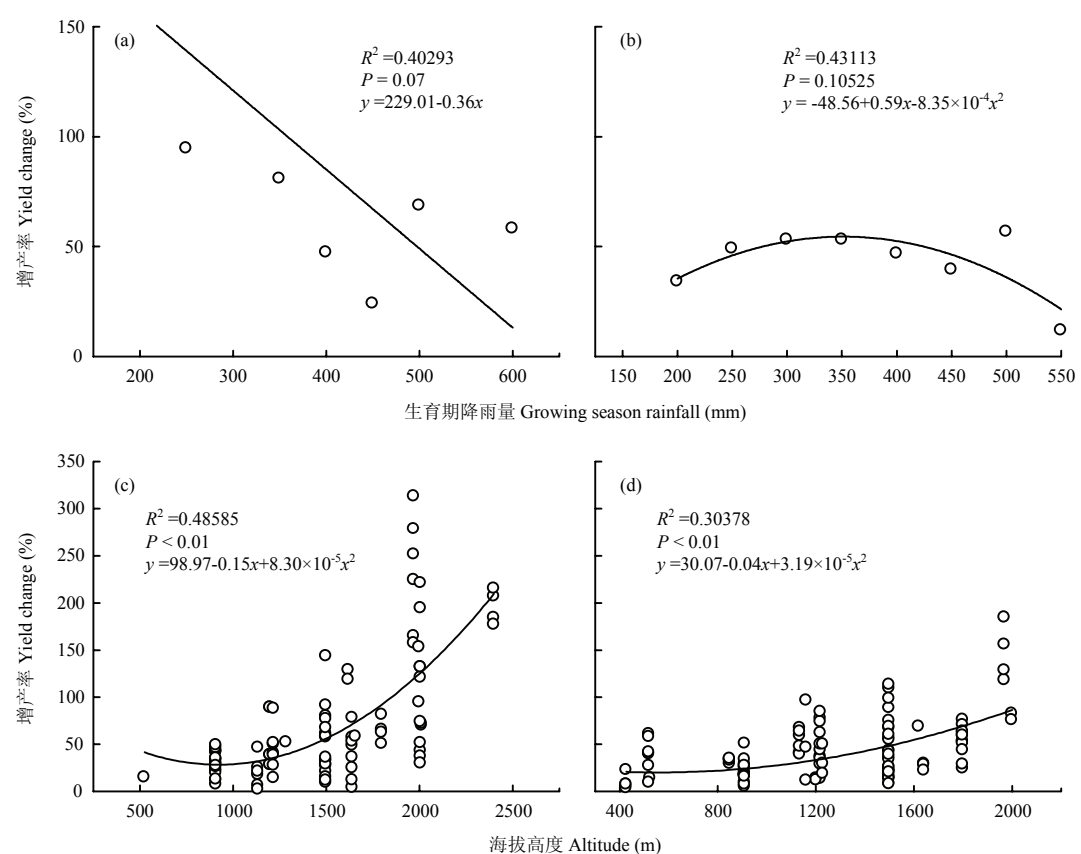 (a)
R² =0.40293
P = 0.07
y =229.01-0.36x
150
100
50
0
200 300 400 500 600
(b)
R² =0.43113
P = 0.10525
y = -48.56+0.59x-8.35×10⁻⁴x²
150 200 250 300 350 400 450 500 550
增产率 Yield change (%)
生育期降雨量 Growing season rainfall (mm)
(c)
R² =0.48585
P < 0.01
y =98.97-0.15x+8.30×10⁻⁵x²
350
300
250
200
150
100
50
0
500 1000 1500 2000 2500
(d)
R² =0.30378
P < 0.01
y =30.07-0.04x+3.19×10⁻⁵x²
400 800 1200 1600 2000
增产率 Yield change (%)
海拔高度 Altitude (m)